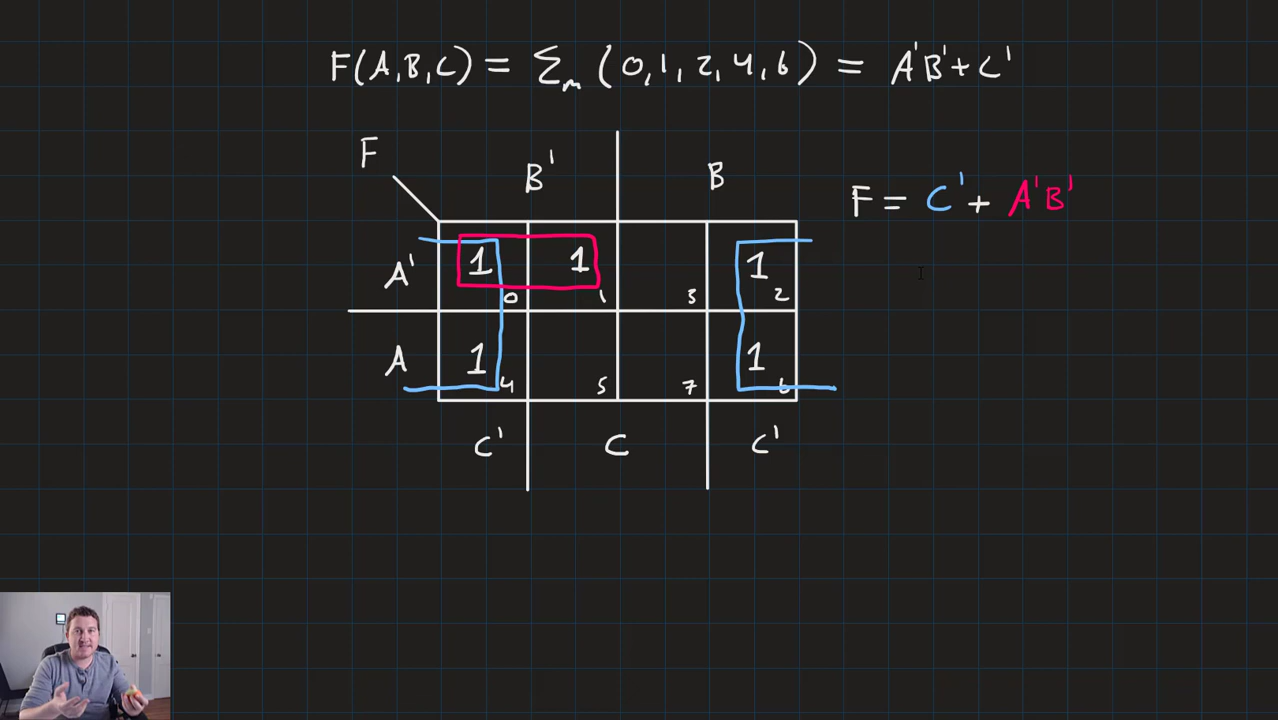 F(A,B,C) = Σm (0,1,2,4,6) = A'B'+C'
F
B' B
F = C' + A'B'
A' 1 1 1
0 1 3 2
A 1 1
4 5 7 6
C' C C'